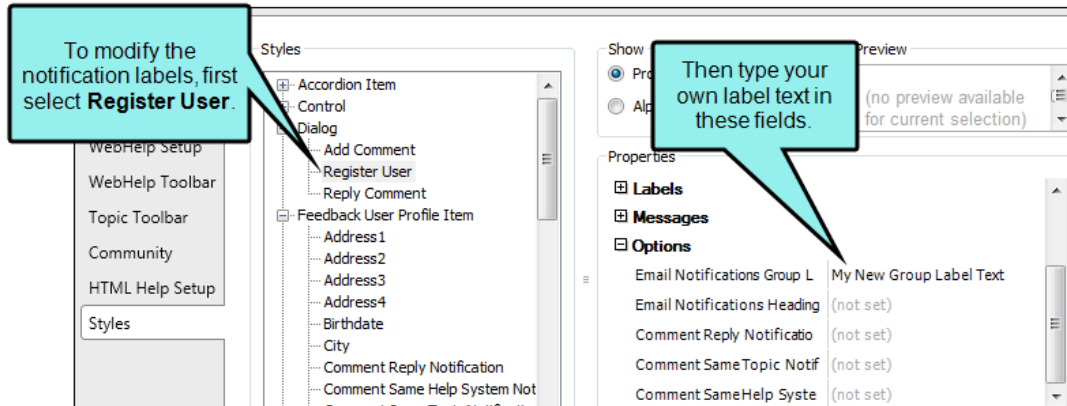 To modify the
notification labels, first
select Register User.
Then type your
own label text in
these fields.
WebHelp Setup
WebHelp Toolbar
Topic Toolbar
Community
HTML Help Setup
Styles
Styles
Accordion Item
Control
Dialog
Add Comment
Register User
Reply Comment
Feedback User Profile Item
Address1
Address2
Address3
Address4
Birthdate
City
Comment Reply Notification
Comment Same Help System Not
Show
Preview
(no preview available
for current selection)
Properties
Labels
Messages
Options
Email Notifications Group L My New Group Label Text
Email Notifications Heading (not set)
Comment Reply Notificatio (not set)
Comment Same Topic Notif (not set)
Comment Same Help Syste (not set)